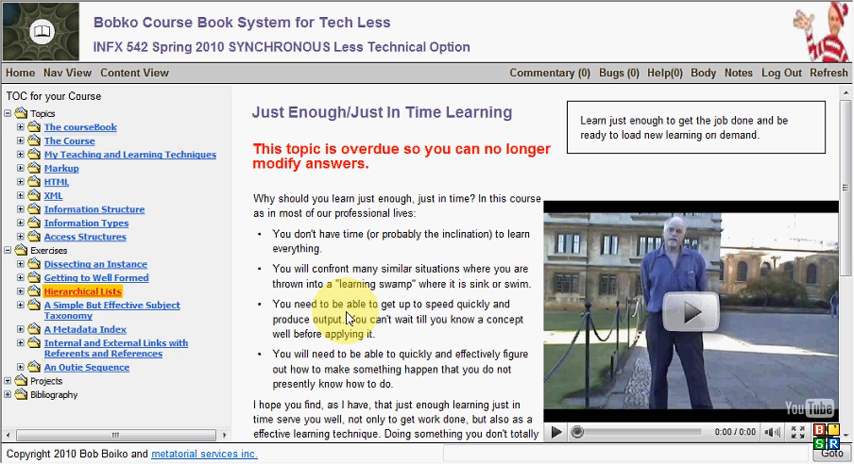 Bobko Course Book System for Tech Less
INFX 542 Spring 2010 SYNCHRONOUS Less Technical Option
Home Nav View Content View Commentary (0) Bugs (0) Help(0) Body Notes Log Out Refresh
TOC for your Course
Topics
The courseBook
The Course
My Teaching and Learning Techniques
Markup
HTML
XML
Information Structure
Information Types
Access Structures
Exercises
Dissecting an Instance
Getting to Well Formed
Hierarchical Lists
A Simple But Effective Subject
Taxonomy
A Metadata Index
Internal and External Links with
Referents and References
An Outie Sequence
Projects
Bibliography
Just Enough/Just In Time Learning
This topic is overdue so you can no longer
modify answers.
Learn just enough to get the job done and be
ready to load new learning on demand.
Why should you learn just enough, just in time? In this course
as in most of our professional lives:
• You don't have time (or probably the inclination) to learn
everything.
• You will confront many similar situations where you are
thrown into a "learning swamp" where it is sink or swim.
• You need to be able to get up to speed quickly and
produce output. You can't wait till you know a concept
well before applying it.
• You will need to be able to quickly and effectively figure
out how to make something happen that you do not
presently know how to do.
I hope you find, as I have, that just enough learning just in
time serve you well, not only to get work done, but also as a
effective learning technique. Doing something you don't totally
YouTube
0:00 / 0:00
B S R
Copyright 2010 Bob Boiko and metatorial services inc.
Goto